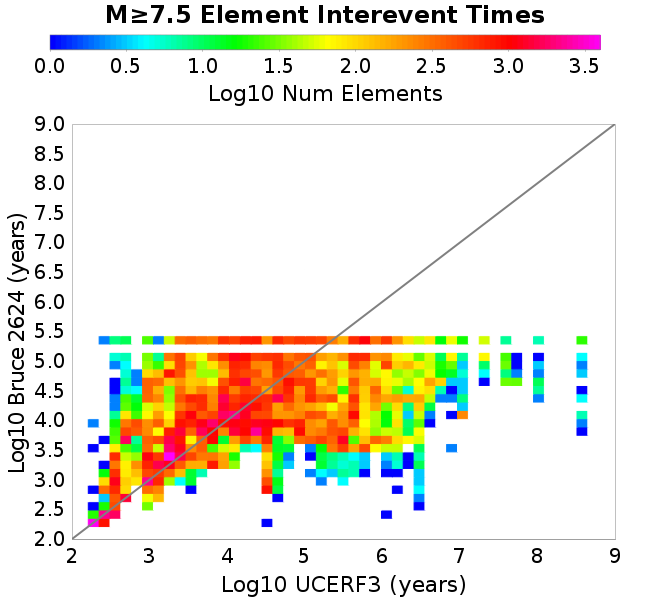 M≥7.5 Element Interevent Times
0.0 0.5 1.0 1.5 2.0 2.5 3.0 3.5
Log10 Num Elements
Log10 Bruce 2624 (years)
9.0
8.5
8.0
7.5
7.0
6.5
6.0
5.5
5.0
4.5
4.0
3.5
3.0
2.5
2.0
2 3 4 5 6 7 8 9
Log10 UCERF3 (years)